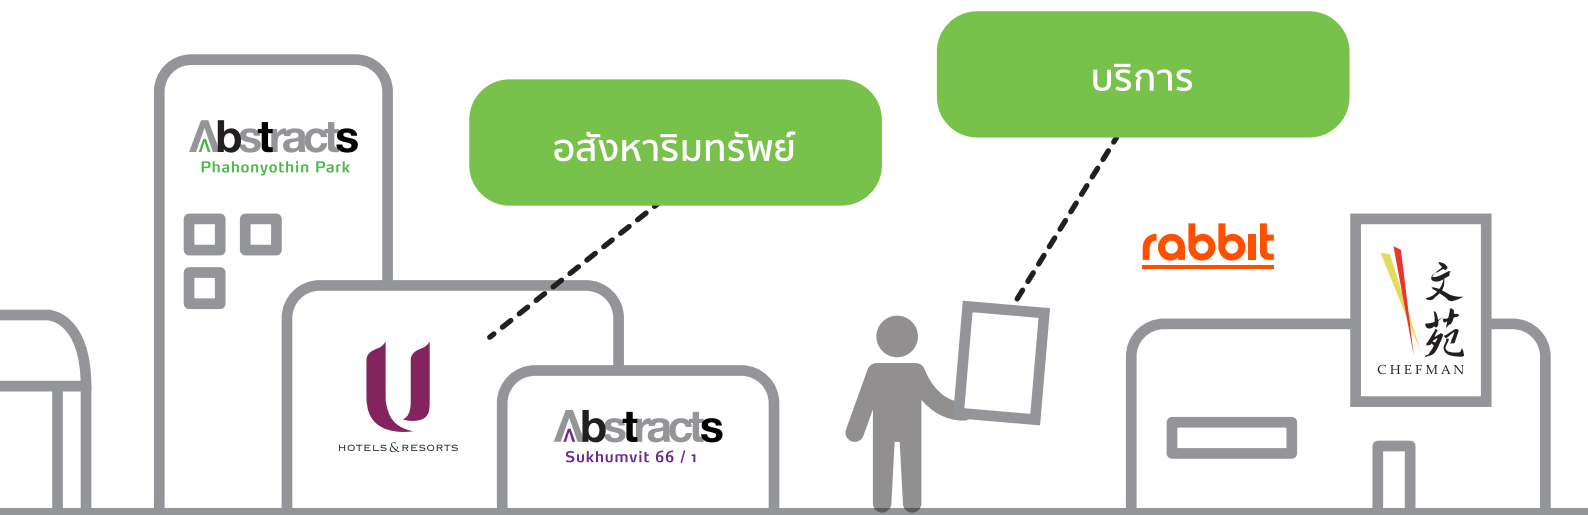 บริการ
อสังหาริมทรัพย์
Abstracts
Phahonyothin Park
rabbit
文苑
CHEFMAN
U
HOTELS & RESORTS
Abstracts
Sukhumvit 66 / 1